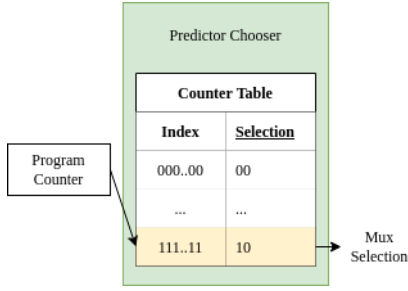 Predictor Chooser
Counter Table
Index Selection
Program
Counter
000..00 00
... ...
111..11 10
Mux
Selection